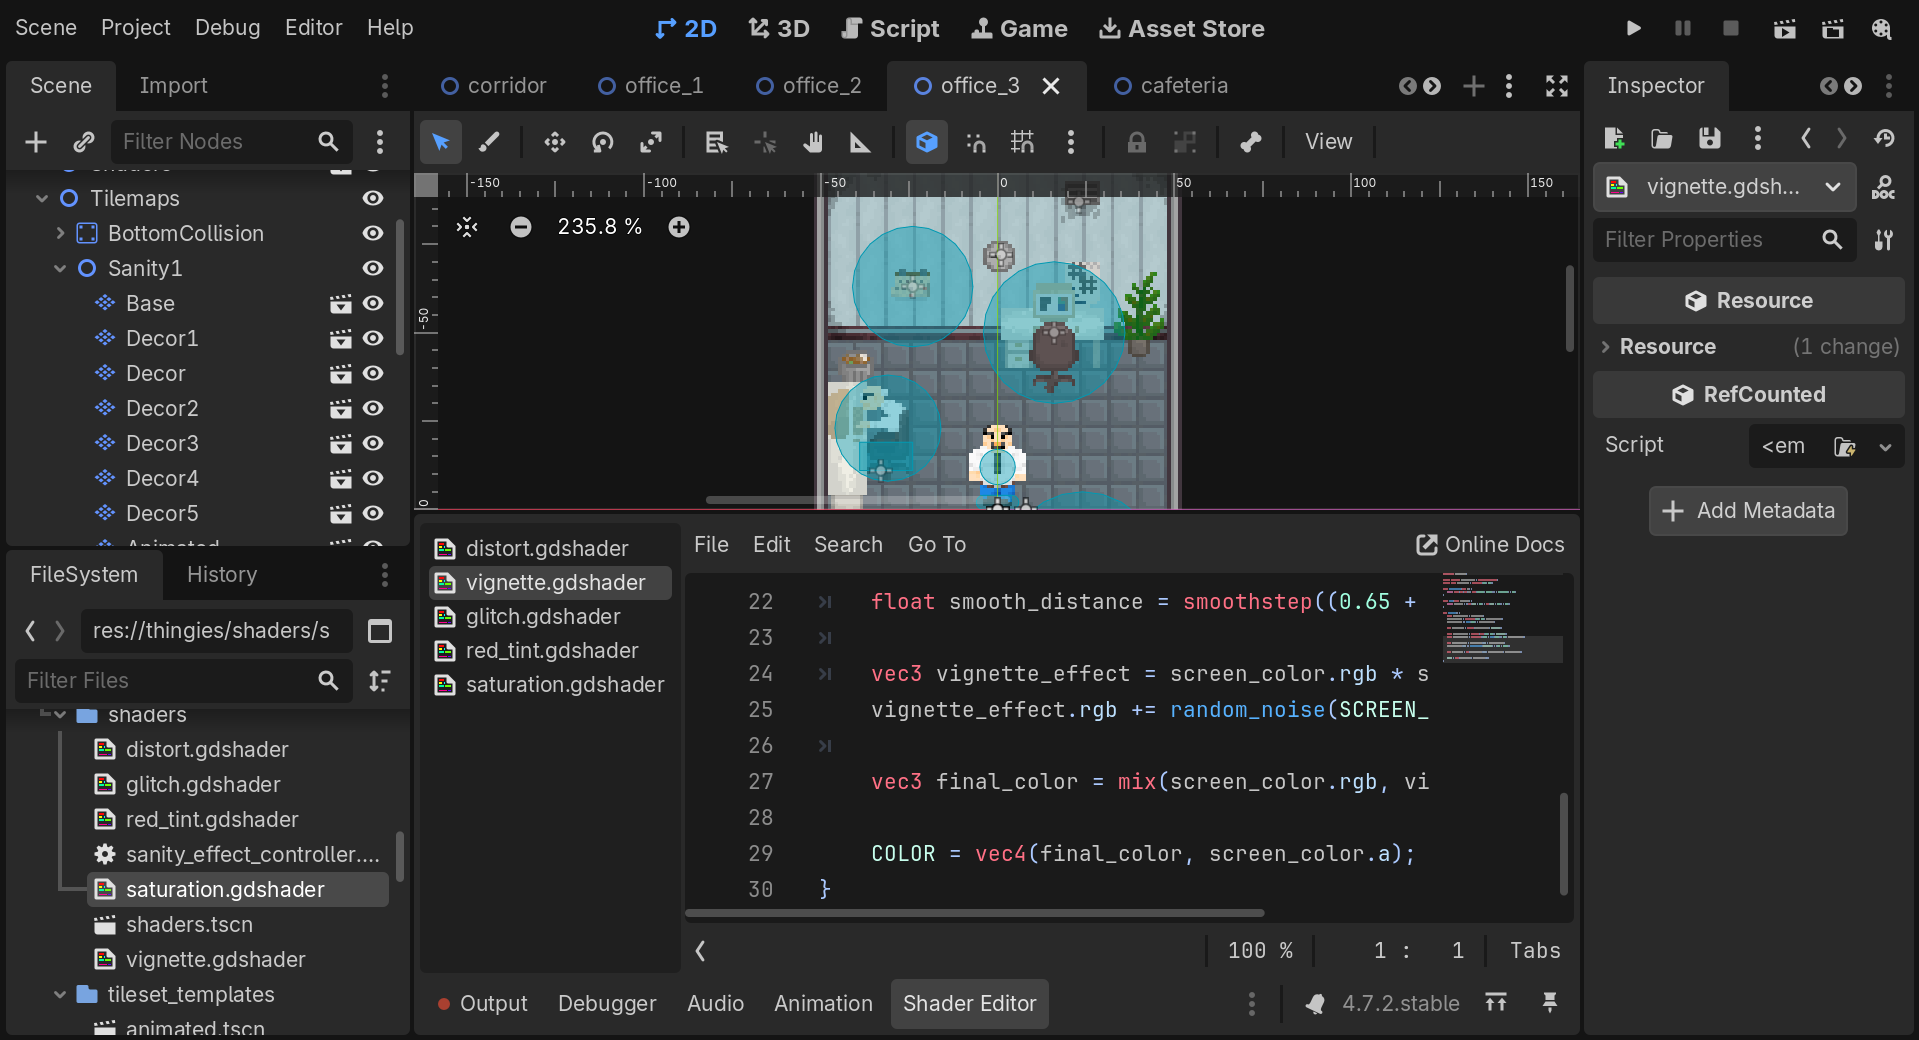 Scene Project Debug Editor Help
2D 3D Script Game Asset Store
Scene Import
Filter Nodes
Tilemaps
BottomCollision
Sanity1
Base
Decor1
Decor
Decor2
Decor3
Decor4
Decor5
Animated
FileSystem History
res://thingies/shaders/s
Filter Files
shaders
distort.gdshader
glitch.gdshader
red_tint.gdshader
sanity_effect_controller....
saturation.gdshader
shaders.tscn
vignette.gdshader
tileset_templates
animated.tscn
corridor office_1 office_2 office_3 cafeteria
View
-150 -100 -50 0 50 100 150
235.8 %
-50
0
distort.gdshader
vignette.gdshader
glitch.gdshader
red_tint.gdshader
saturation.gdshader
File Edit Search Go To Online Docs
22 float smooth_distance = smoothstep((0.65 +
23
24 vec3 vignette_effect = screen_color.rgb * s
25 vignette_effect.rgb += random_noise(SCREEN_
26
27 vec3 final_color = mix(screen_color.rgb, vi
28
29 COLOR = vec4(final_color, screen_color.a);
30 }
100 % 1 : 1 Tabs
Output Debugger Audio Animation Shader Editor 4.7.2.stable
Inspector
vignette.gdsh... DOC
Filter Properties
Resource
Resource (1 change)
RefCounted
Script <em
Add Metadata